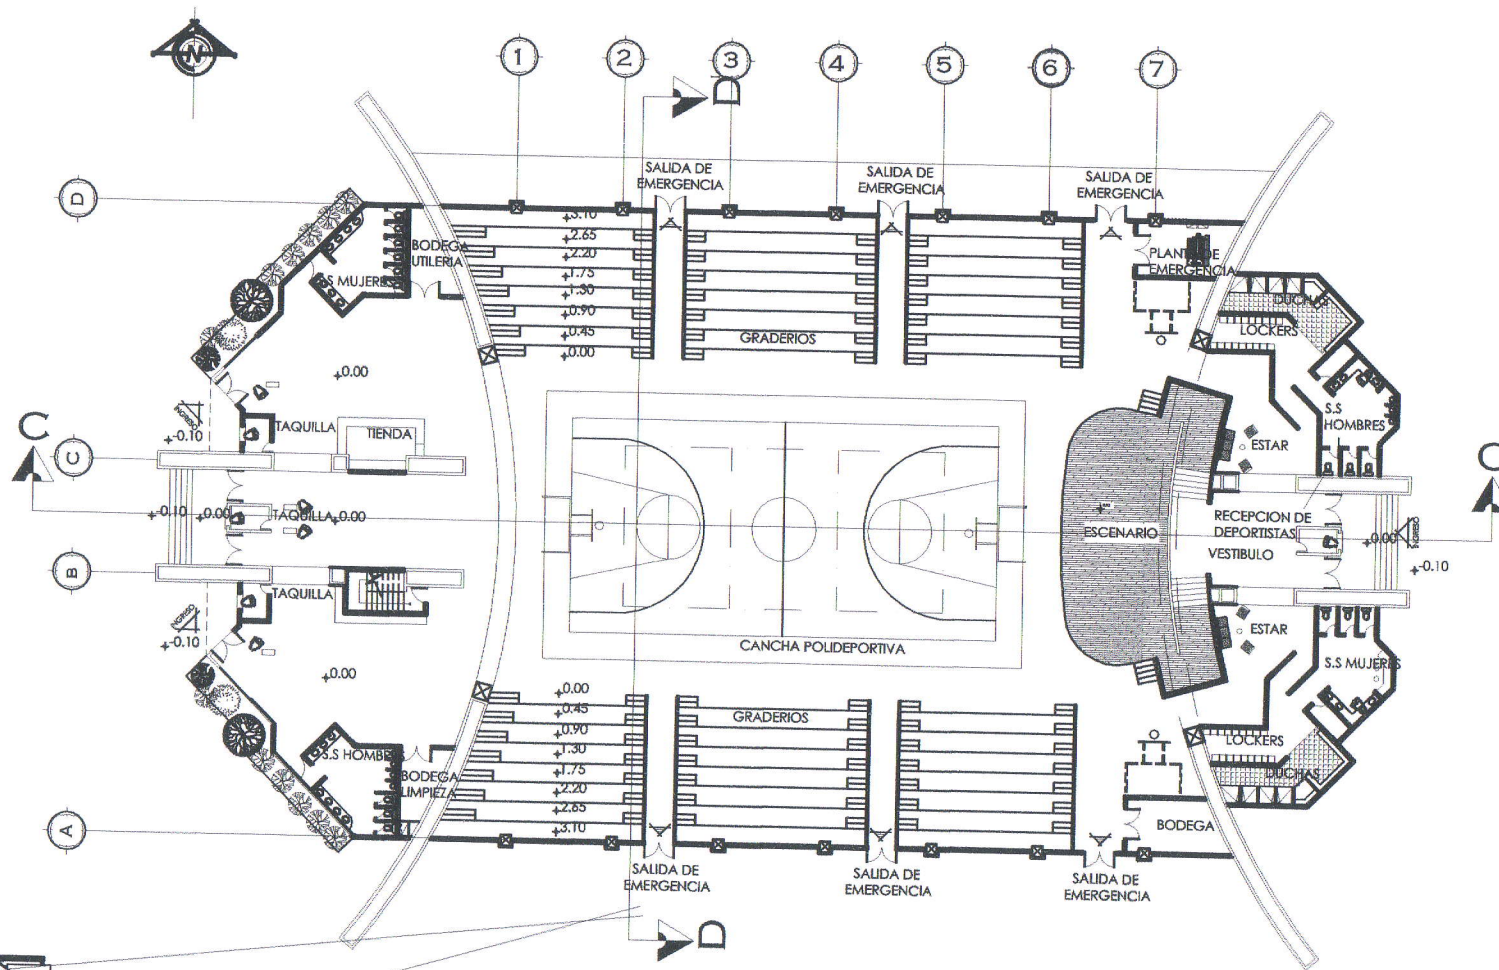 N
1
2
3
4
5
6
7
D
D
SALIDA DE
EMERGENCIA
SALIDA DE
EMERGENCIA
SALIDA DE
EMERGENCIA
+3.10
+2.65
+2.20
+1.75
+1.30
+0.90
+0.45
+0.00
BODEGA
UTILERIA
S.S MUJERES
PLANTA DE
EMERGENCIA
DUCHAS
LOCKERS
GRADERIOS
+0.00
INGRESO
+-0.10
TAQUILLA
TIENDA
S.S
HOMBRES
ESTAR
C
C
C
+-0.10
+0.00
TAQUILLA
+0.00
ESCENARIO
RECEPCION DE
DEPORTISTAS
VESTIBULO
+0.00
INGRESO
+-0.10
B
TAQUILLA
INGRESO
+-0.10
ESTAR
CANCHA POLIDEPORTIVA
S.S MUJERES
+0.00
+0.00
+0.45
+0.90
+1.30
+1.75
+2.20
+2.65
+3.10
GRADERIOS
LOCKERS
DUCHAS
S.S HOMBRES
BODEGA
LIMPIEZA
BODEGA
A
SALIDA DE
EMERGENCIA
SALIDA DE
EMERGENCIA
SALIDA DE
EMERGENCIA
D